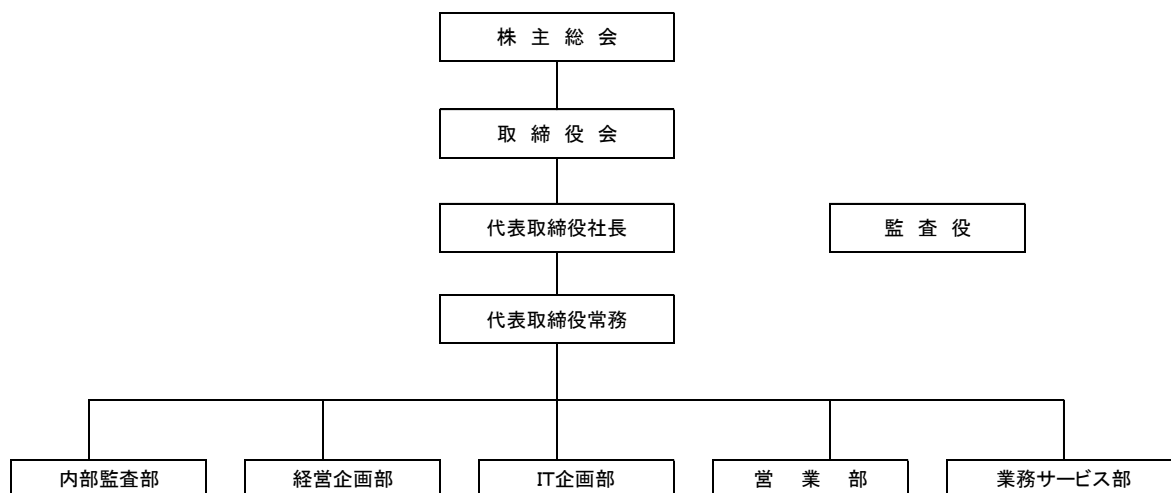 株 主 総 会
取 締 役 会
代表取締役社長
監 査 役
代表取締役常務
内部監査部
経営企画部
IT企画部
営 業 部
業務サービス部